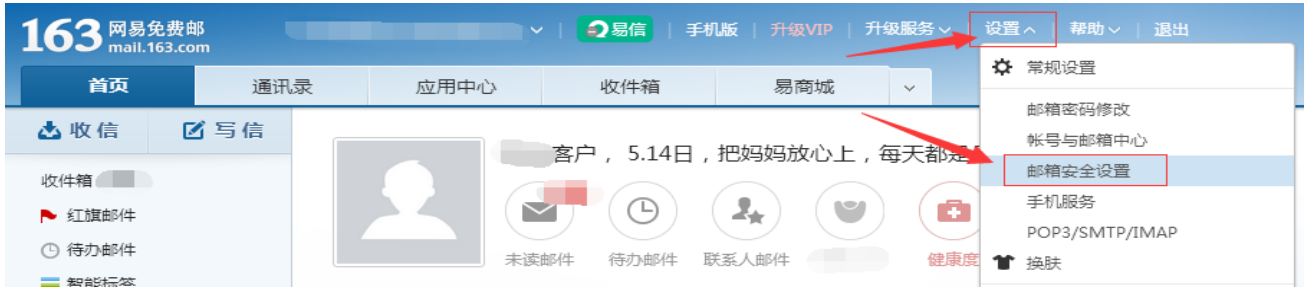 163 网易免费邮
mail.163.com
易信 | 手机版 | 升级VIP | 升级服务 | 设置 | 帮助 | 退出
首页 通讯录 应用中心 收件箱 易商城
收信 写信
收件箱
红旗邮件
待办邮件
智能标签
客户，5.14日，把妈妈放心上，每天都是
未读邮件 待办邮件 联系人邮件 健康度
常规设置
邮箱密码修改
帐号与邮箱中心
邮箱安全设置
手机服务
POP3/SMTP/IMAP
换肤